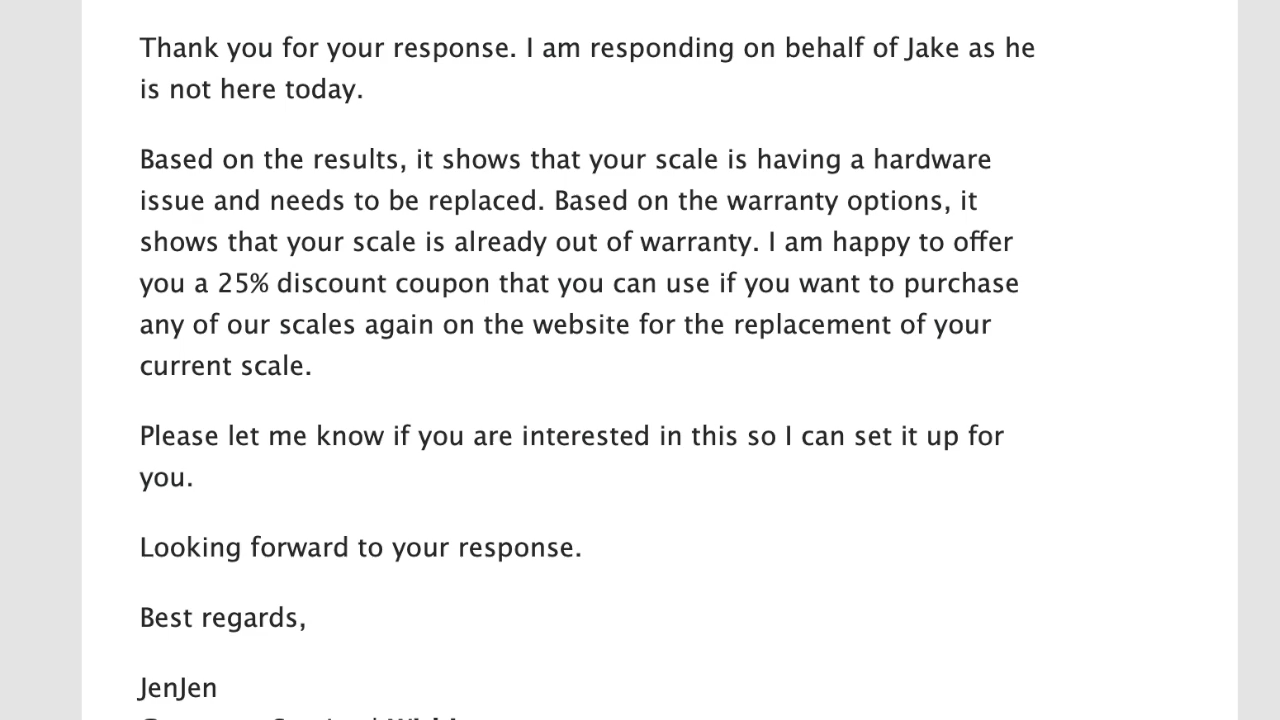 Thank you for your response. I am responding on behalf of Jake as he
is not here today.
Based on the results, it shows that your scale is having a hardware
issue and needs to be replaced. Based on the warranty options, it
shows that your scale is already out of warranty. I am happy to offer
you a 25% discount coupon that you can use if you want to purchase
any of our scales again on the website for the replacement of your
current scale.
Please let me know if you are interested in this so I can set it up for
you.
Looking forward to your response.
Best regards,
JenJen